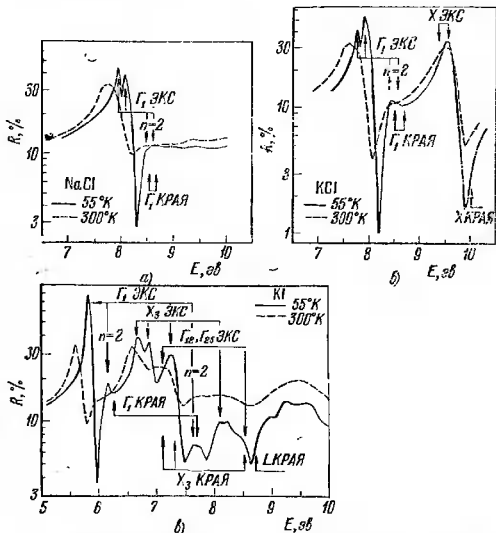 X ЭКС
Γ₁ ЭКС
n=2
30
10
3
R, %
NaCl
55°K
300°K
Γ₁ КРАЯ
7 8 9 10
E, эв
а)
Γ₁ ЭКС
n=2
30
10
3
1
R, %
KCl
55°K
300°K
Γ₁ КРАЯ
X КРАЯ
7 8 9 10
E, эв
б)
Γ₁ ЭКС
KI
55°K
300°K
X₃ ЭКС
Γ₁₂, Γ₂₅ ЭКС
n=2
n=2
30
10
3
R, %
Γ₁ КРАЯ
X₃ КРАЯ
L КРАЯ
5 6 7 8 9 10
E, эв
в)